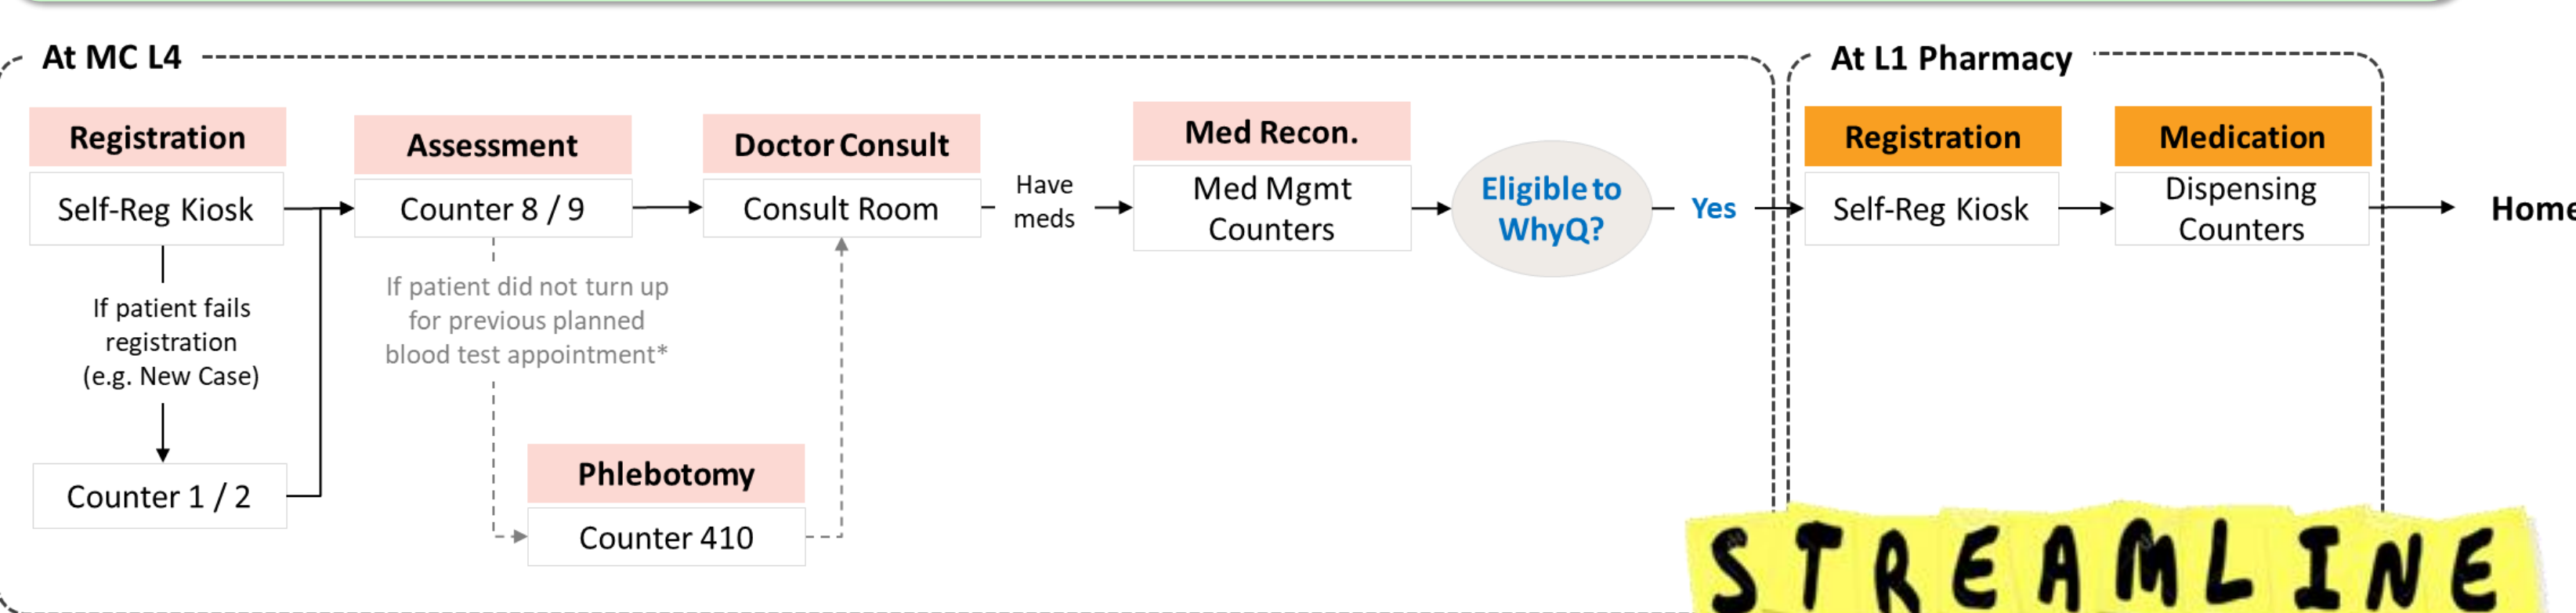 At MC L4
Registration
Self-Reg Kiosk
If patient fails
registration
(e.g. New Case)
Counter 1 / 2
Assessment
Counter 8 / 9
If patient did not turn up
for previous planned
blood test appointment*
Phlebotomy
Counter 410
Doctor Consult
Consult Room
Have
meds
Med Recon.
Med Mgmt
Counters
Eligible to
WhyQ?
Yes
At L1 Pharmacy
Registration
Self-Reg Kiosk
Medication
Dispensing
Counters
Home
STREAMLINE